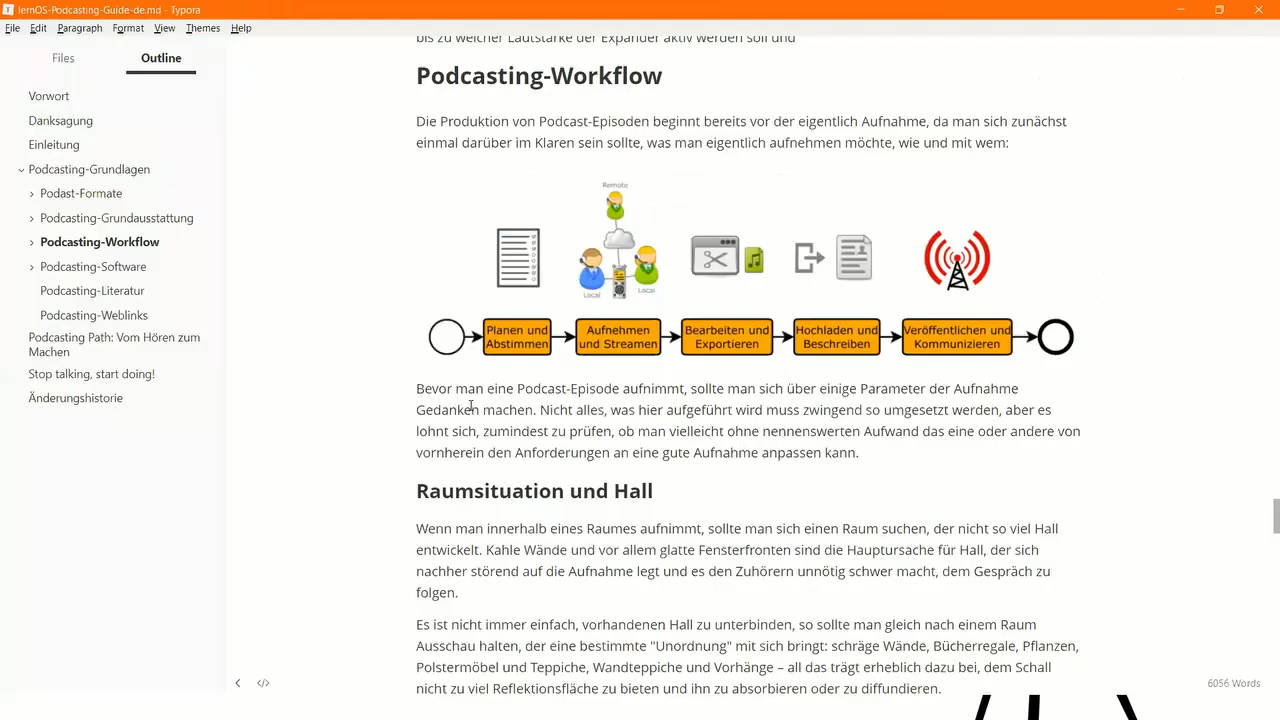 lernOS-Podcasting-Guide-de.md - Typora
File Edit Paragraph Format View Themes Help
Files Outline
Vorwort
Danksagung
Einleitung
Podcasting-Grundlagen
Podast-Formate
Podcasting-Grundausstattung
Podcasting-Workflow
Podcasting-Software
Podcasting-Literatur
Podcasting-Weblinks
Podcasting Path: Vom Hören zum
Machen
Stop talking, start doing!
Änderungshistorie
bis zu welcher Lautstärke der Expander aktiv werden soll und
Podcasting-Workflow
Die Produktion von Podcast-Episoden beginnt bereits vor der eigentlich Aufnahme, da man sich zunächst
einmal darüber im Klaren sein sollte, was man eigentlich aufnehmen möchte, wie und mit wem:
Remote
Local
Local
Planen und
Abstimmen
Aufnehmen
und Streamen
Bearbeiten und
Exportieren
Hochladen und
Beschreiben
Veröffentlichen und
Kommunizieren
Bevor man eine Podcast-Episode aufnimmt, sollte man sich über einige Parameter der Aufnahme
Gedanken machen. Nicht alles, was hier aufgeführt wird muss zwingend so umgesetzt werden, aber es
lohnt sich, zumindest zu prüfen, ob man vielleicht ohne nennenswerten Aufwand das eine oder andere von
vornherein den Anforderungen an eine gute Aufnahme anpassen kann.
Raumsituation und Hall
Wenn man innerhalb eines Raumes aufnimmt, sollte man sich einen Raum suchen, der nicht so viel Hall
entwickelt. Kahle Wände und vor allem glatte Fensterfronten sind die Hauptursache für Hall, der sich
nachher störend auf die Aufnahme legt und es den Zuhörern unnötig schwer macht, dem Gespräch zu
folgen.
Es ist nicht immer einfach, vorhandenen Hall zu unterbinden, so sollte man gleich nach einem Raum
Ausschau halten, der eine bestimmte "Unordnung" mit sich bringt: schräge Wände, Bücherregale, Pflanzen,
Polstermöbel und Teppiche, Wandteppiche und Vorhänge – all das trägt erheblich dazu bei, dem Schall
nicht zu viel Reflektionsfläche zu bieten und ihn zu absorbieren oder zu diffundieren.
6056 Words